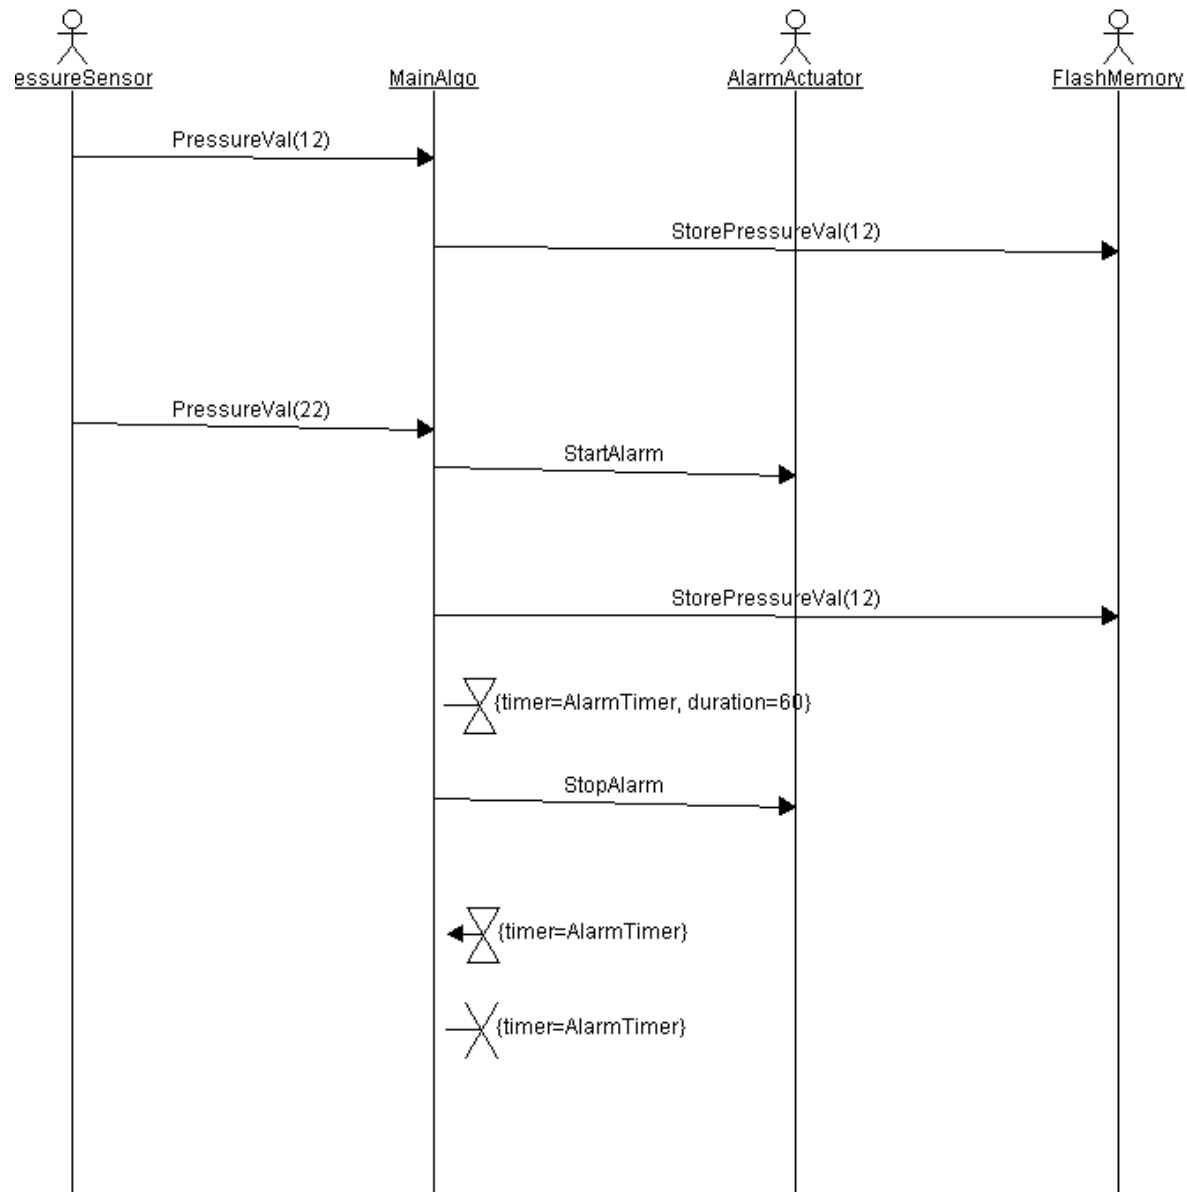 essureSensor
MainAlgo
AlarmActuator
FlashMemory
PressureVal(12)
StorePressureVal(12)
PressureVal(22)
StartAlarm
StorePressureVal(12)
{timer=AlarmTimer, duration=60}
StopAlarm
{timer=AlarmTimer}
{timer=AlarmTimer}